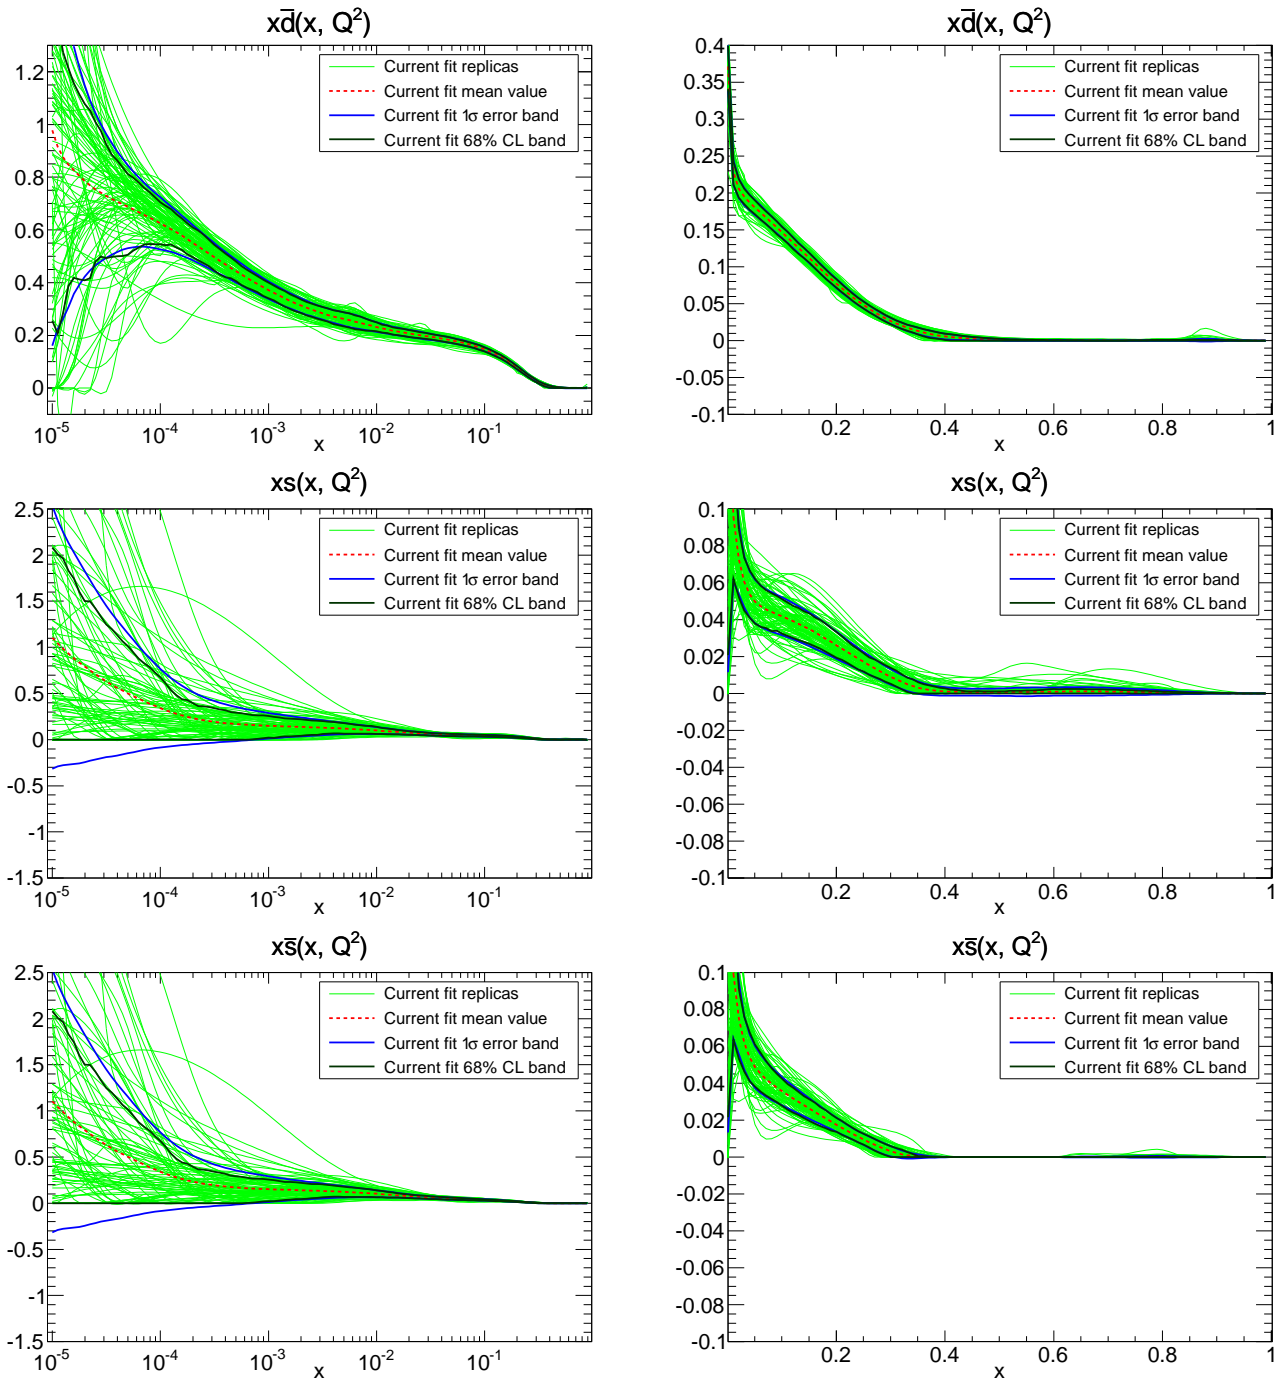 xd̄(x, Q²)
1.2
1
0.8
0.6
0.4
0.2
0
10⁻⁵
10⁻⁴
10⁻³
10⁻²
10⁻¹
x
Current fit replicas
Current fit mean value
Current fit 1σ error band
Current fit 68% CL band
xd̄(x, Q²)
0.4
0.35
0.3
0.25
0.2
0.15
0.1
0.05
0
-0.05
-0.1
0.2
0.4
0.6
0.8
1
x
Current fit replicas
Current fit mean value
Current fit 1σ error band
Current fit 68% CL band
xs(x, Q²)
2.5
2
1.5
1
0.5
0
-0.5
-1
-1.5
10⁻⁵
10⁻⁴
10⁻³
10⁻²
10⁻¹
x
Current fit replicas
Current fit mean value
Current fit 1σ error band
Current fit 68% CL band
xs(x, Q²)
0.1
0.08
0.06
0.04
0.02
0
-0.02
-0.04
-0.06
-0.08
-0.1
0.2
0.4
0.6
0.8
1
x
Current fit replicas
Current fit mean value
Current fit 1σ error band
Current fit 68% CL band
xs̄(x, Q²)
2.5
2
1.5
1
0.5
0
-0.5
-1
-1.5
10⁻⁵
10⁻⁴
10⁻³
10⁻²
10⁻¹
x
Current fit replicas
Current fit mean value
Current fit 1σ error band
Current fit 68% CL band
xs̄(x, Q²)
0.1
0.08
0.06
0.04
0.02
0
-0.02
-0.04
-0.06
-0.08
-0.1
0.2
0.4
0.6
0.8
1
x
Current fit replicas
Current fit mean value
Current fit 1σ error band
Current fit 68% CL band